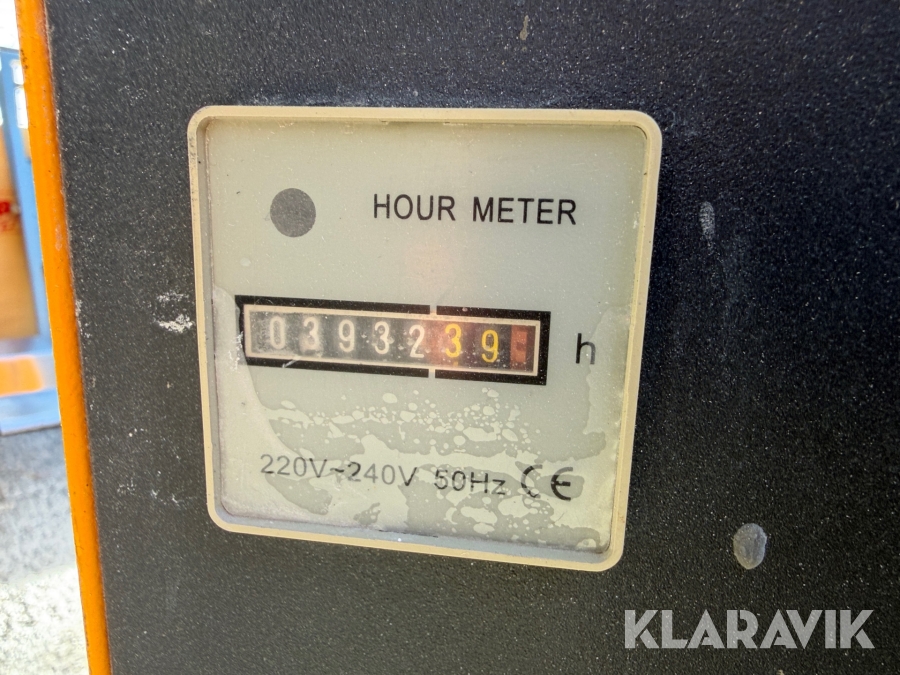 HOUR METER
0393239 h
220V~240V 50Hz CE
KLARAVIK